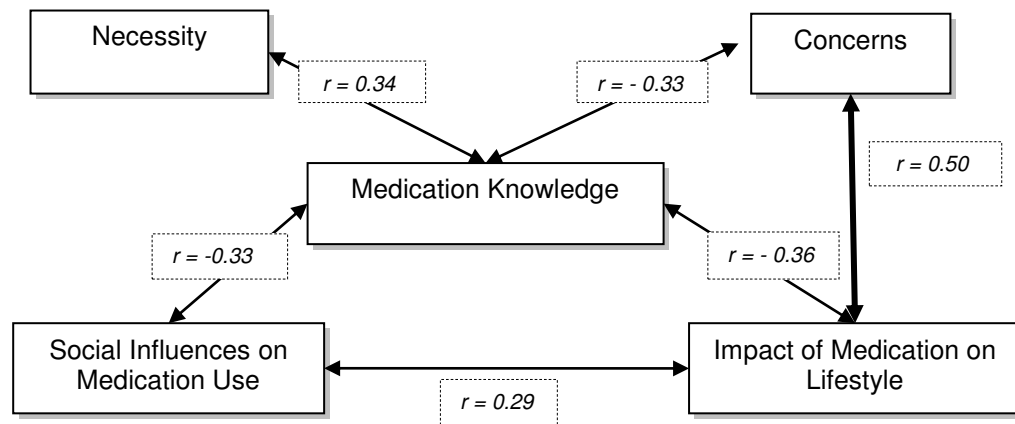 Necessity
Concerns
r = 0.34
r = - 0.33
r = 0.50
Medication Knowledge
r = -0.33
r = - 0.36
Social Influences on
Medication Use
Impact of Medication on
Lifestyle
r = 0.29